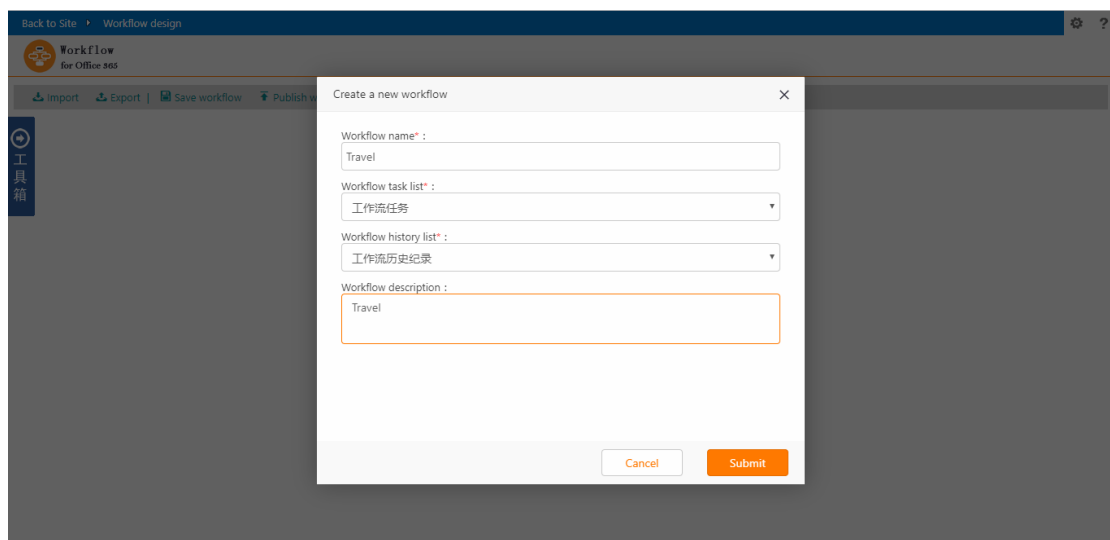 Back to Site Workflow design ?
Workflow
for Office 365
Import Export | Save workflow Publish w
Create a new workflow
Workflow name* :
Travel
Workflow task list* :
工作流任务
Workflow history list* :
工作流历史纪录
Workflow description :
Travel
工具箱
Cancel Submit